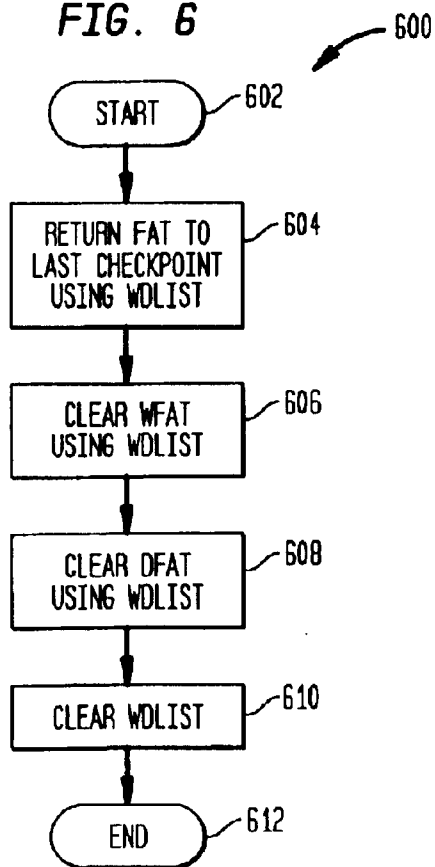 FIG. 6
600
START
602
RETURN FAT TO
LAST CHECKPOINT
USING WDLIST
604
CLEAR WFAT
USING WDLIST
606
CLEAR DFAT
USING WDLIST
608
CLEAR WDLIST
610
END
612